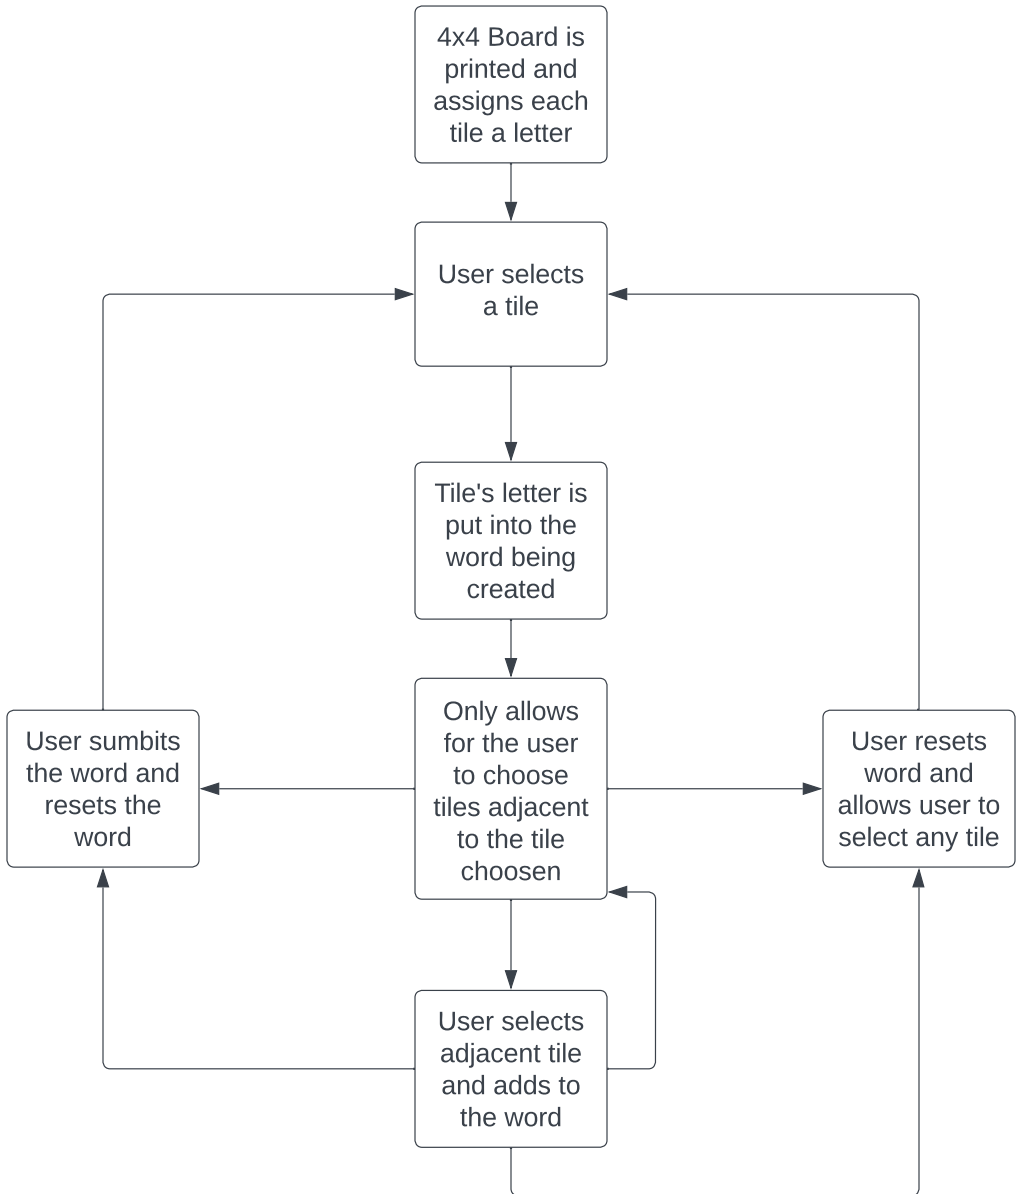 4x4 Board is
printed and
assigns each
tile a letter
User selects
a tile
Tile's letter is
put into the
word being
created
User sumbits
the word and
resets the
word
Only allows
for the user
to choose
tiles adjacent
to the tile
choosen
User resets
word and
allows user to
select any tile
User selects
adjacent tile
and adds to
the word